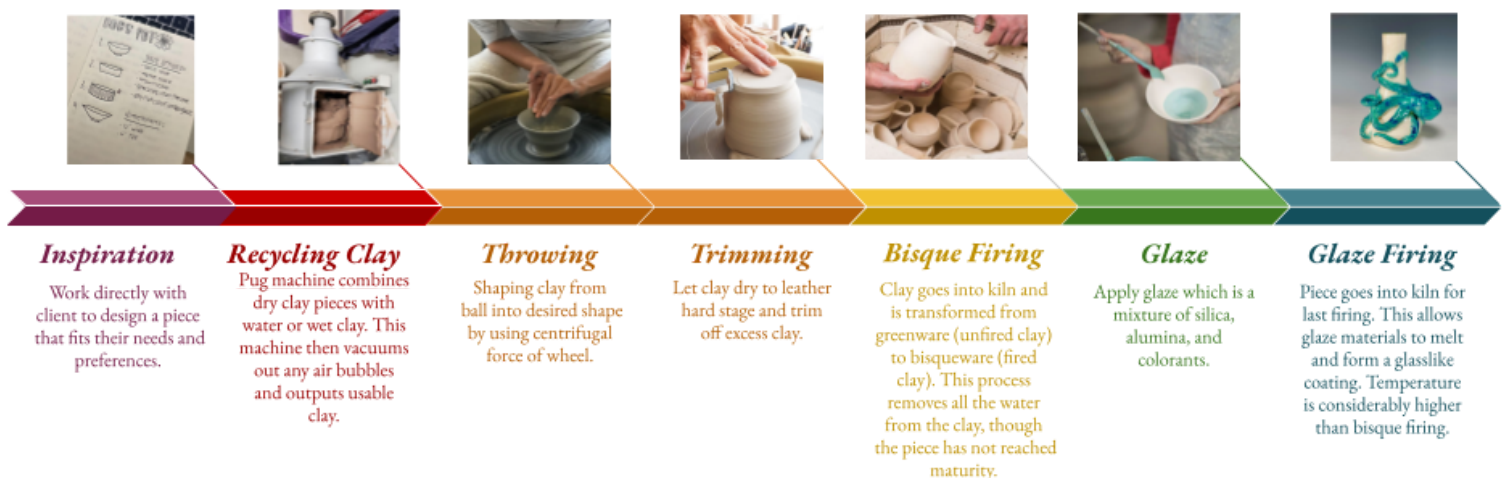 Inspiration
Work directly with
client to design a piece
that fits their needs and
preferences.
Recycling Clay
Pug machine combines
dry clay pieces with
water or wet clay. This
machine then vacuums
out any air bubbles
and outputs usable
clay.
Throwing
Shaping clay from
ball into desired shape
by using centrifugal
force of wheel.
Trimming
Let clay dry to leather
hard stage and trim
off excess clay.
Bisque Firing
Clay goes into kiln and
is transformed from
greenware (unfired clay)
to bisqueware (fired
clay). This process
removes all the water
from the clay, though
the piece has not reached
maturity.
Glaze
Apply glaze which is a
mixture of silica,
alumina, and
colorants.
Glaze Firing
Piece goes into kiln for
last firing. This allows
glaze materials to melt
and form a glasslike
coating. Temperature
is considerably higher
than bisque firing.